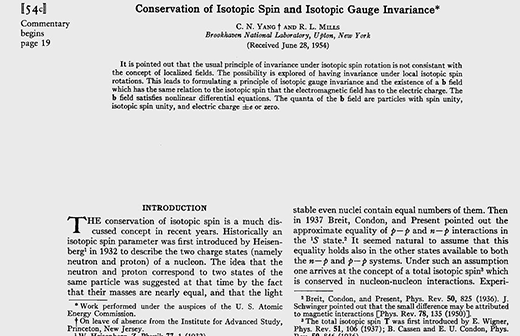 ⟦54c⟧
Commentary
begins
page 19
Conservation of Isotopic Spin and Isotopic Gauge Invariance*
C. N. YANG † AND R. L. MILLS
Brookhaven National Laboratory, Upton, New York
(Received June 28, 1954)
It is pointed out that the usual principle of invariance under isotopic spin rotation is not consistent with
the concept of localized fields. The possibility is explored of having invariance under local isotopic spin
rotations. This leads to formulating a principle of isotopic gauge invariance and the existence of a b field
which has the same relation to the isotopic spin that the electromagnetic field has to the electric charge. The
b field satisfies nonlinear differential equations. The quanta of the b field are particles with spin unity,
isotopic spin unity, and electric charge ±e or zero.
INTRODUCTION
THE conservation of isotopic spin is a much dis-
cussed concept in recent years. Historically an
isotopic spin parameter was first introduced by Heisen-
berg¹ in 1932 to describe the two charge states (namely
neutron and proton) of a nucleon. The idea that the
neutron and proton correspond to two states of the
same particle was suggested at that time by the fact
that their masses are nearly equal, and that the light
* Work performed under the auspices of the U. S. Atomic
Energy Commission.
† On leave of absence from the Institute for Advanced Study,
Princeton, New Jersey.
stable even nuclei contain equal numbers of them. Then
in 1937 Breit, Condon, and Present pointed out the
approximate equality of p−p and n−p interactions in
the ¹S state.² It seemed natural to assume that this
equality holds also in the other states available to both
the n−p and p−p systems. Under such an assumption
one arrives at the concept of a total isotopic spin³ which
is conserved in nucleon-nucleon interactions. Experi-
² Breit, Condon, and Present, Phys. Rev. 50, 825 (1936). J.
Schwinger pointed out that the small difference may be attributed
to magnetic interactions [Phys. Rev. 78, 135 (1950)].
³ The total isotopic spin T was first introduced by E. Wigner,
Phys. Rev. 51, 106 (1937); B. Cassen and E. U. Condon, Phys.